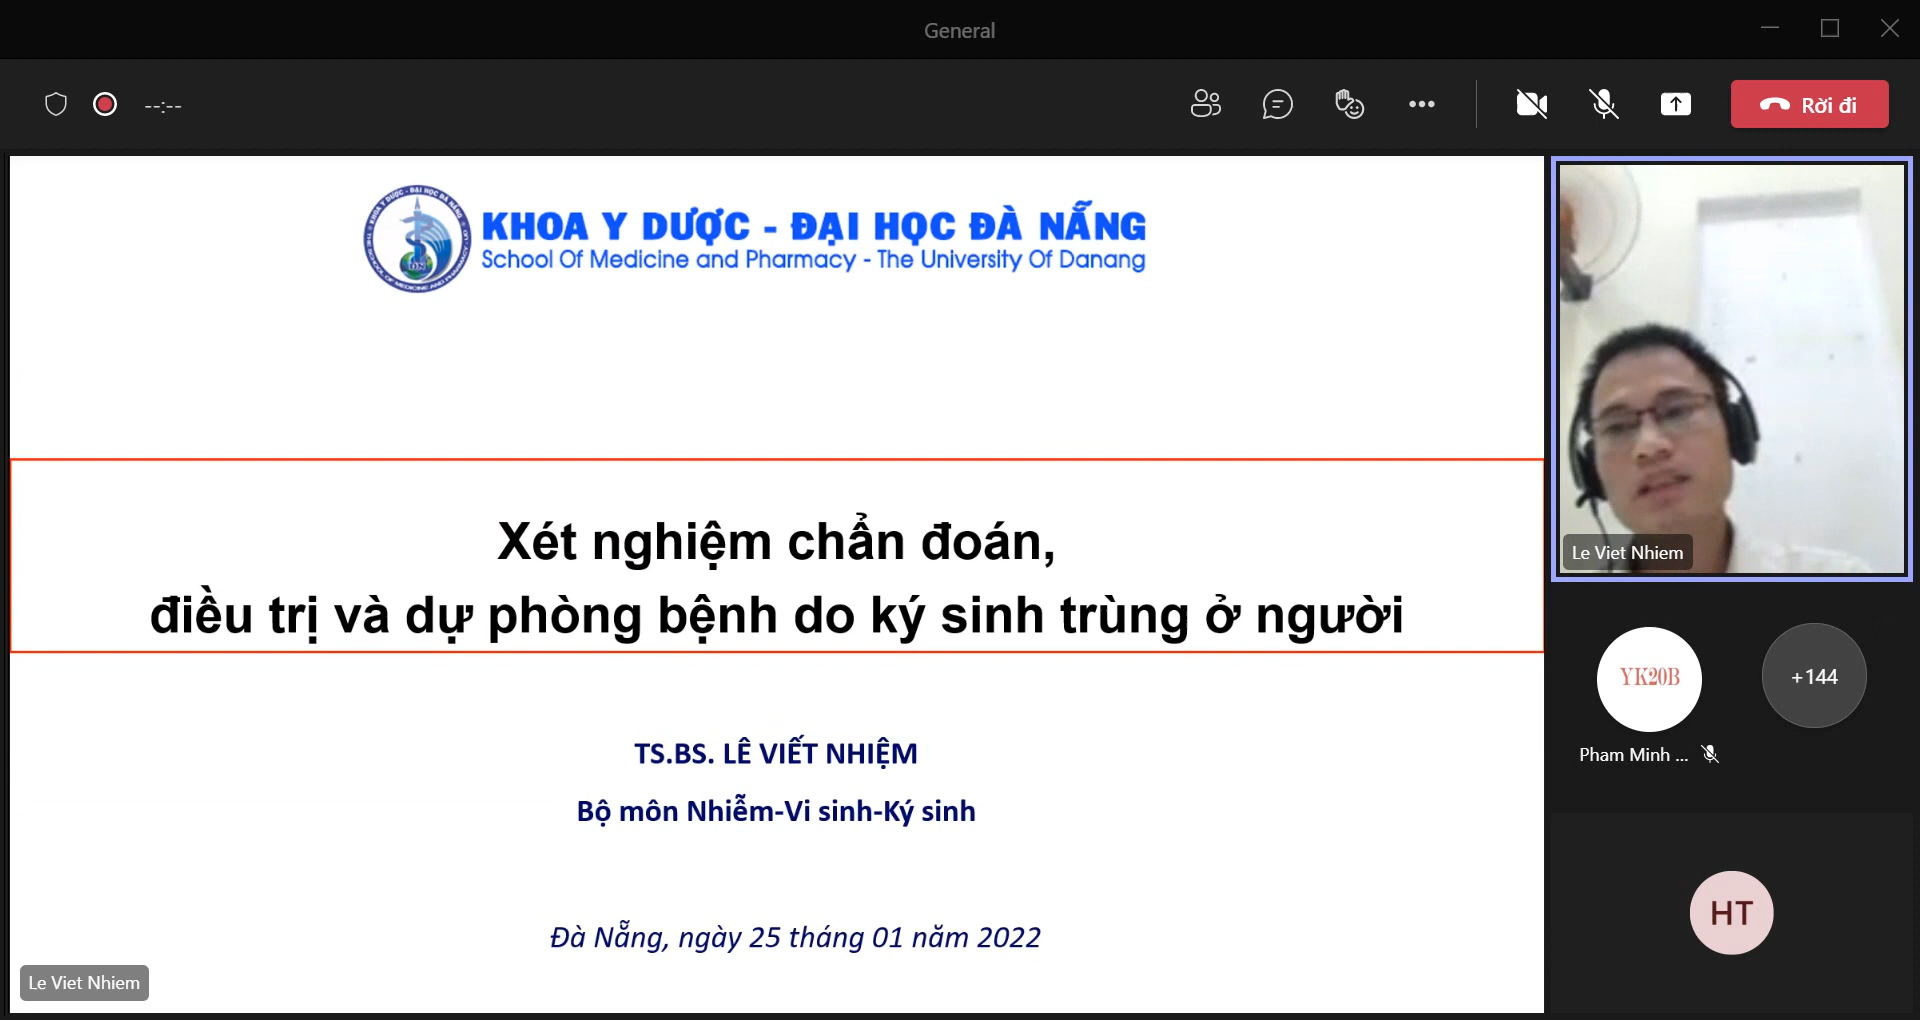 General
--:--
Rời đi
KHOA Y DƯỢC - ĐẠI HỌC ĐÀ NẴNG
School Of Medicine and Pharmacy - The University Of Danang
Xét nghiệm chẩn đoán,
điều trị và dự phòng bệnh do ký sinh trùng ở người
TS.BS. LÊ VIẾT NHIỆM
Bộ môn Nhiễm-Vi sinh-Ký sinh
Đà Nẵng, ngày 25 tháng 01 năm 2022
Le Viet Nhiem
Le Viet Nhiem
YK20B
+144
Pham Minh ...
HT